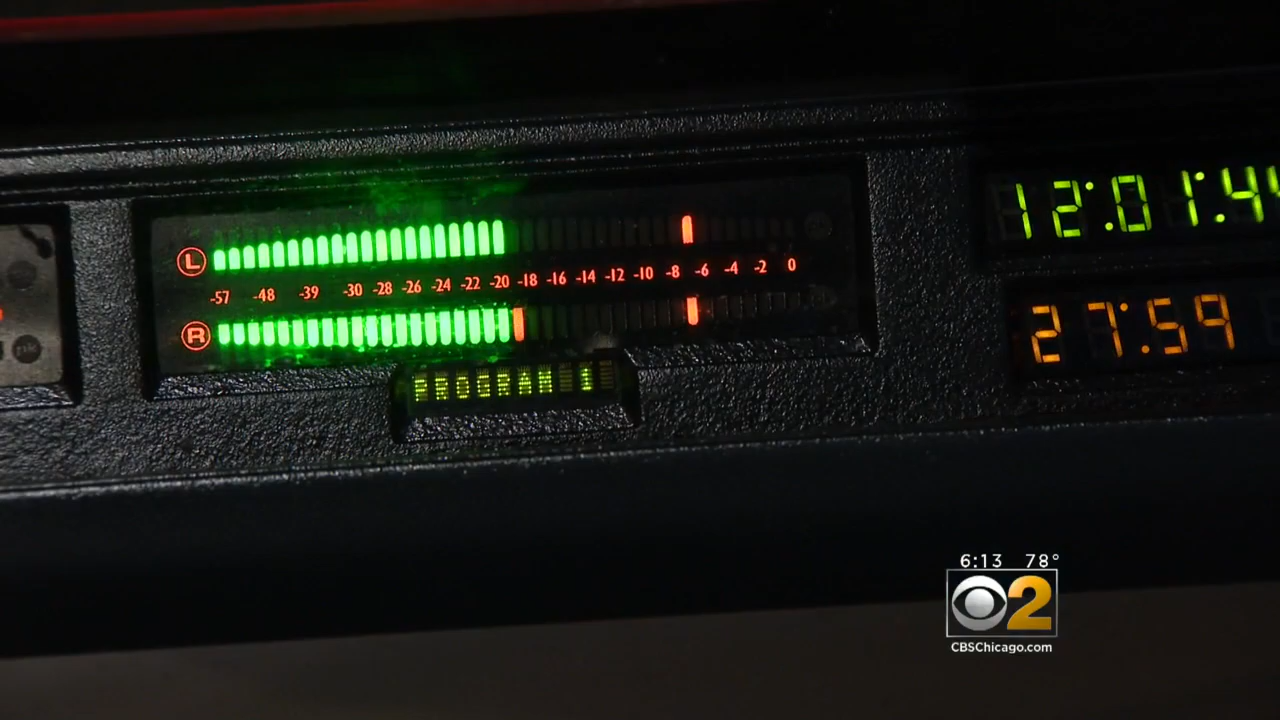 12:01:4
L
-57 -48 -39 -30 -28 -26 -24 -22 -20 -18 -16 -14 -12 -10 -8 -6 -4 -2 0
R
27:59
PROGRAM 1
6:13 78°
2
CBSChicago.com